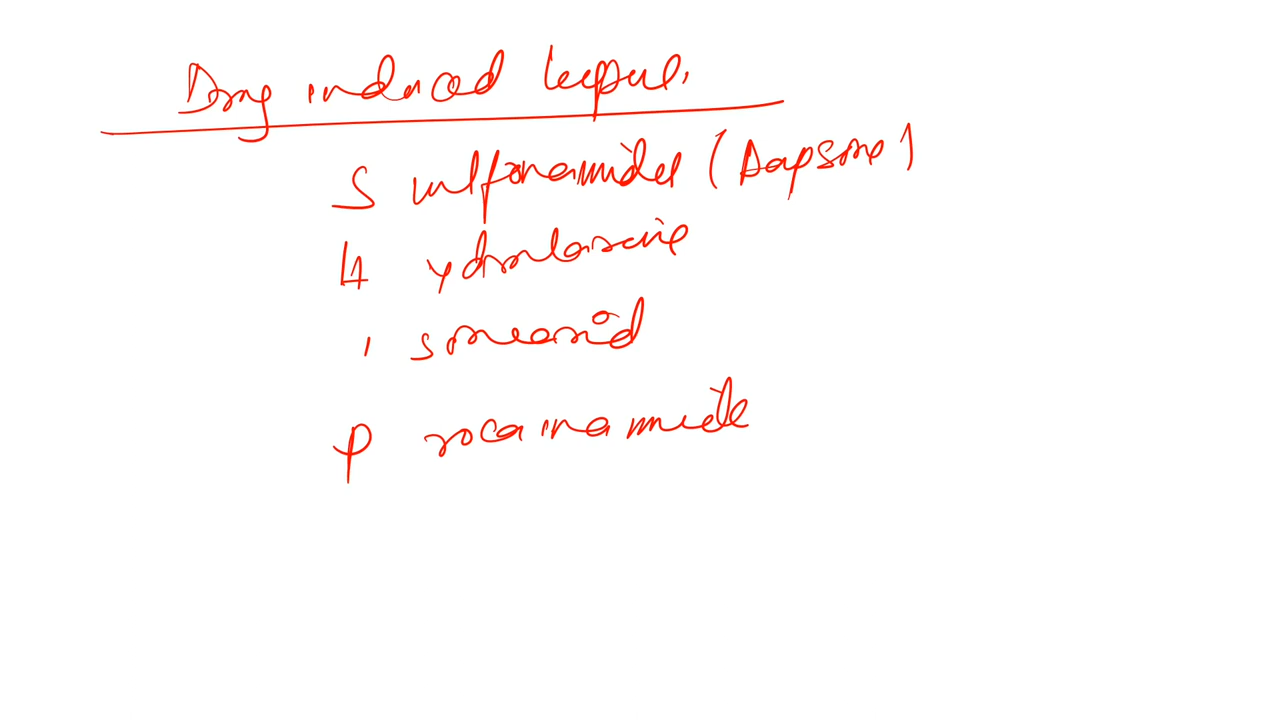 Drug induced lupus.
S ulfonamides (Dapsone)
H ydralazine
I soniazid
P rocainamide